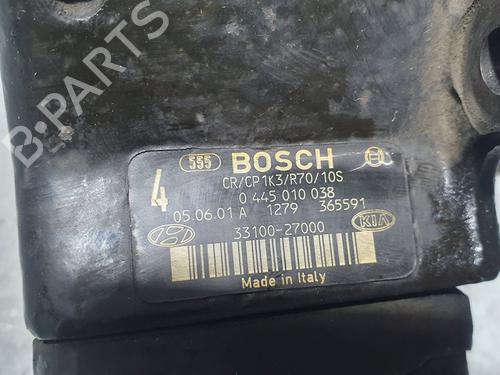 B-PARTS
555 BOSCH
4
CR/CP1K3/R70/10S
0 445 010 038
05.06.01 A 1279 365591
33100-27000 KIA
Made in Italy